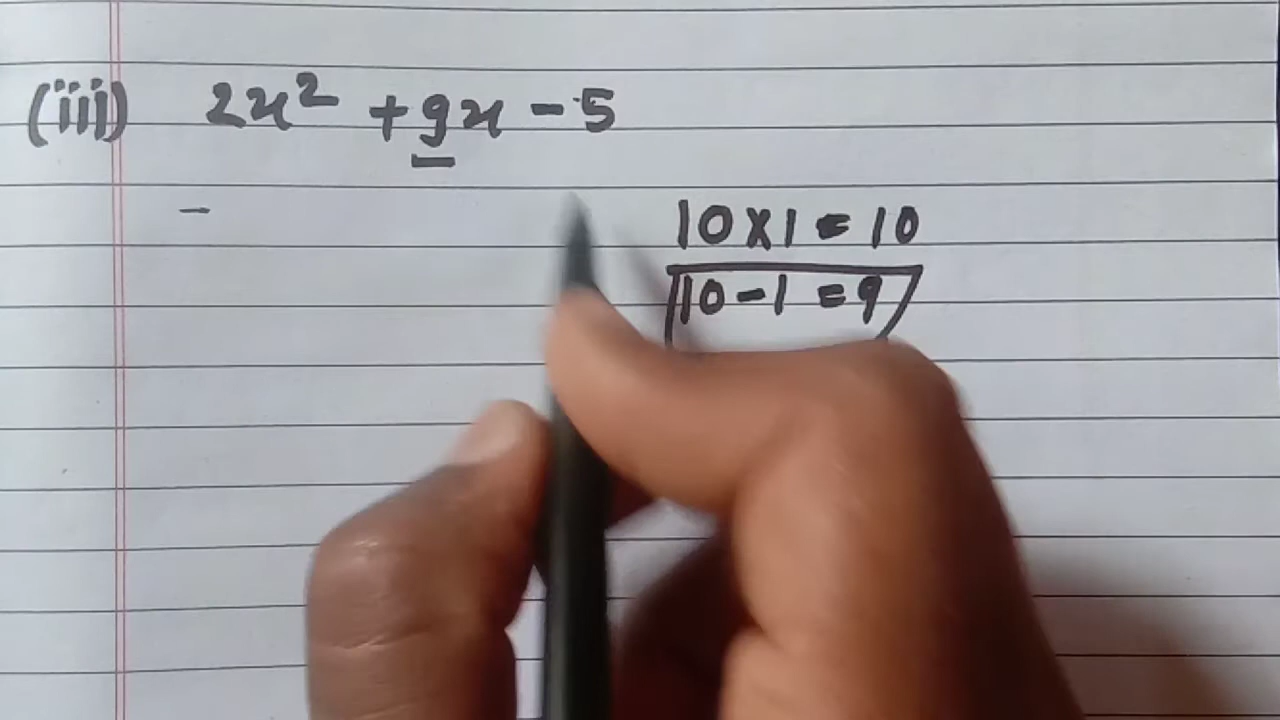 (iii) 2x² + 9x - 5
-
10 x 1 = 10
10 - 1 = 9